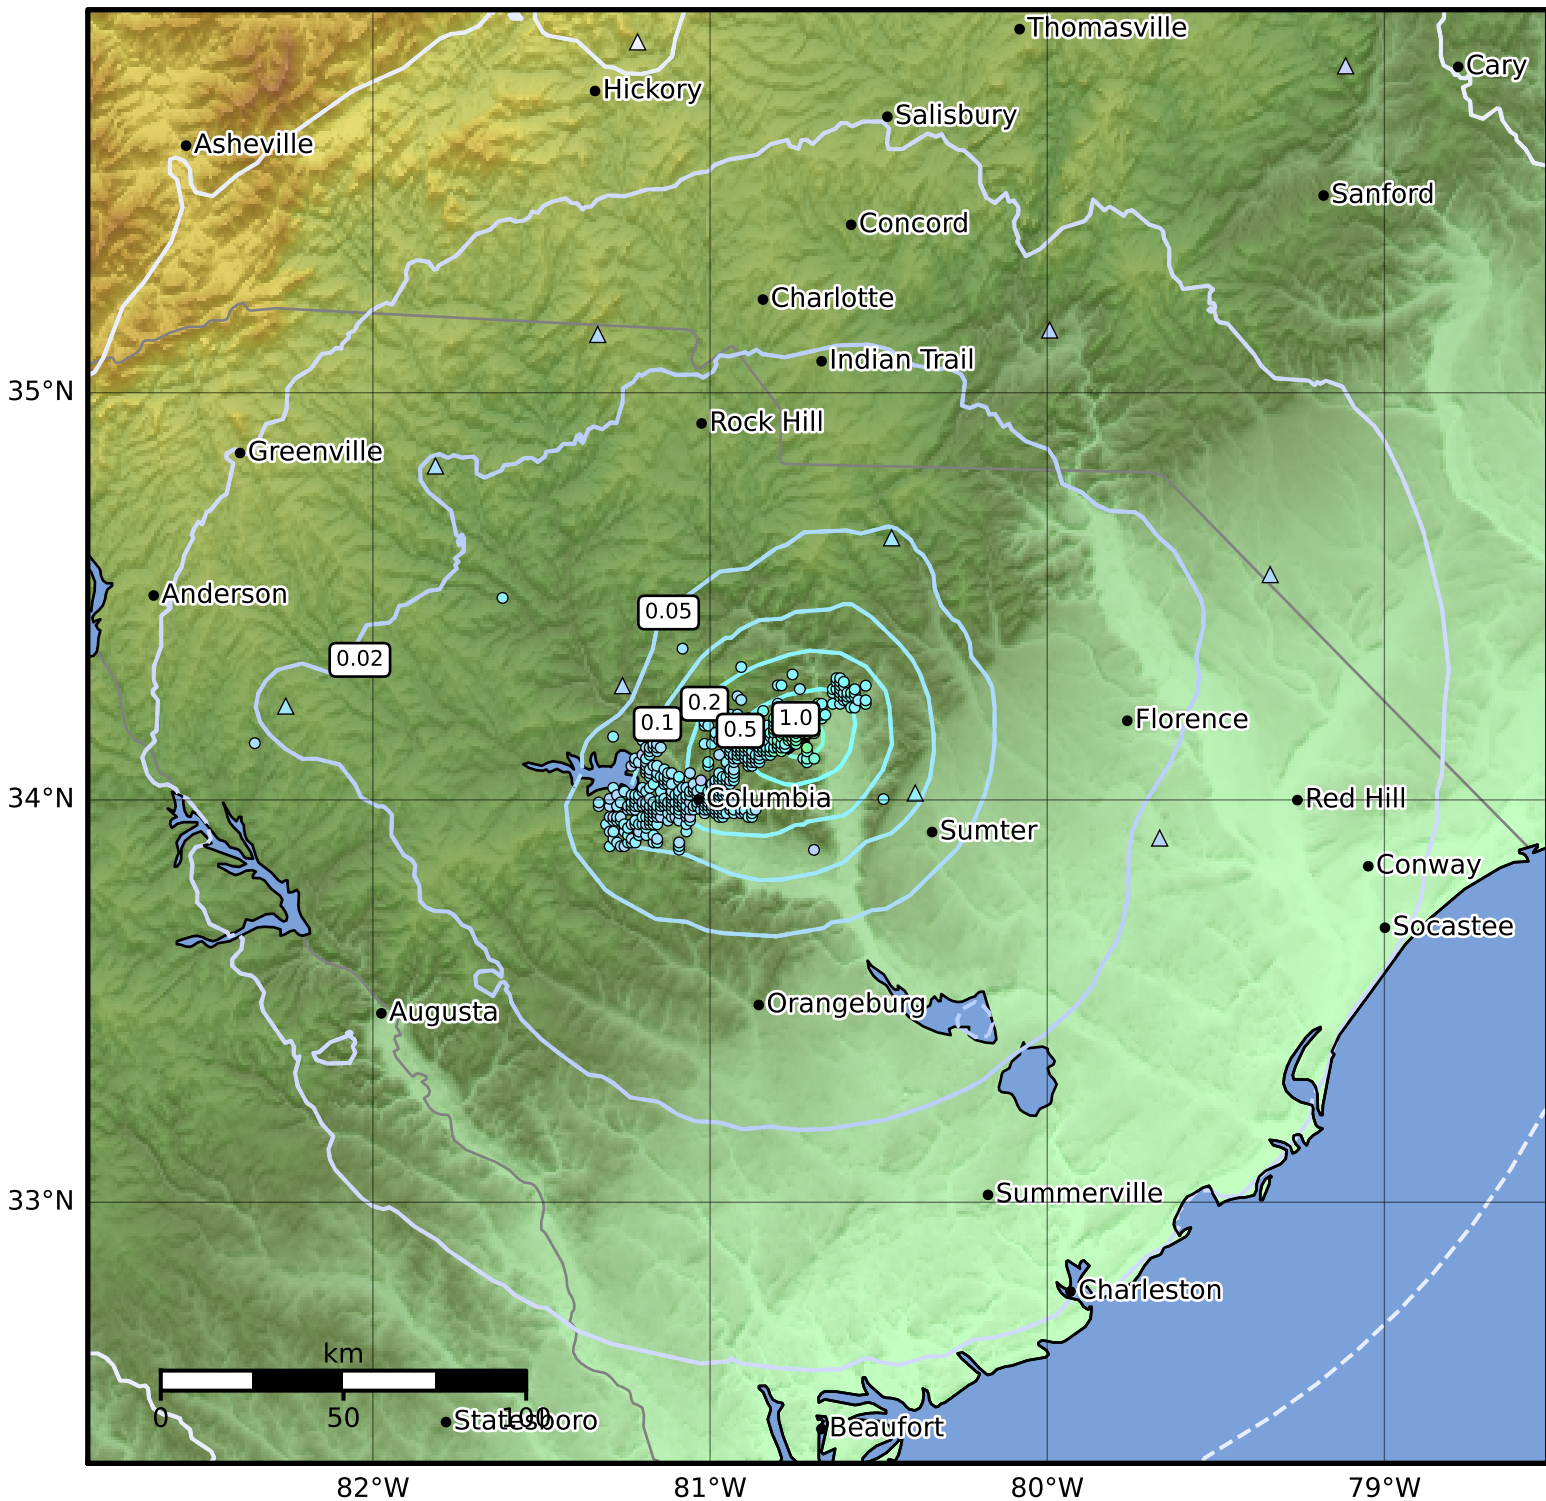 Thomasville
Cary
Hickory
Salisbury
Asheville
Sanford
Concord
Charlotte
Indian Trail
35°N
Rock Hill
Greenville
Anderson
0.05
0.02
0.2
0.1
0.5
1.0
Florence
34°N
Columbia
Red Hill
Sumter
Conway
Socastee
Orangeburg
Augusta
33°N
Summerville
Charleston
km
0 50 100
Statesboro
Beaufort
82°W 81°W 80°W 79°W